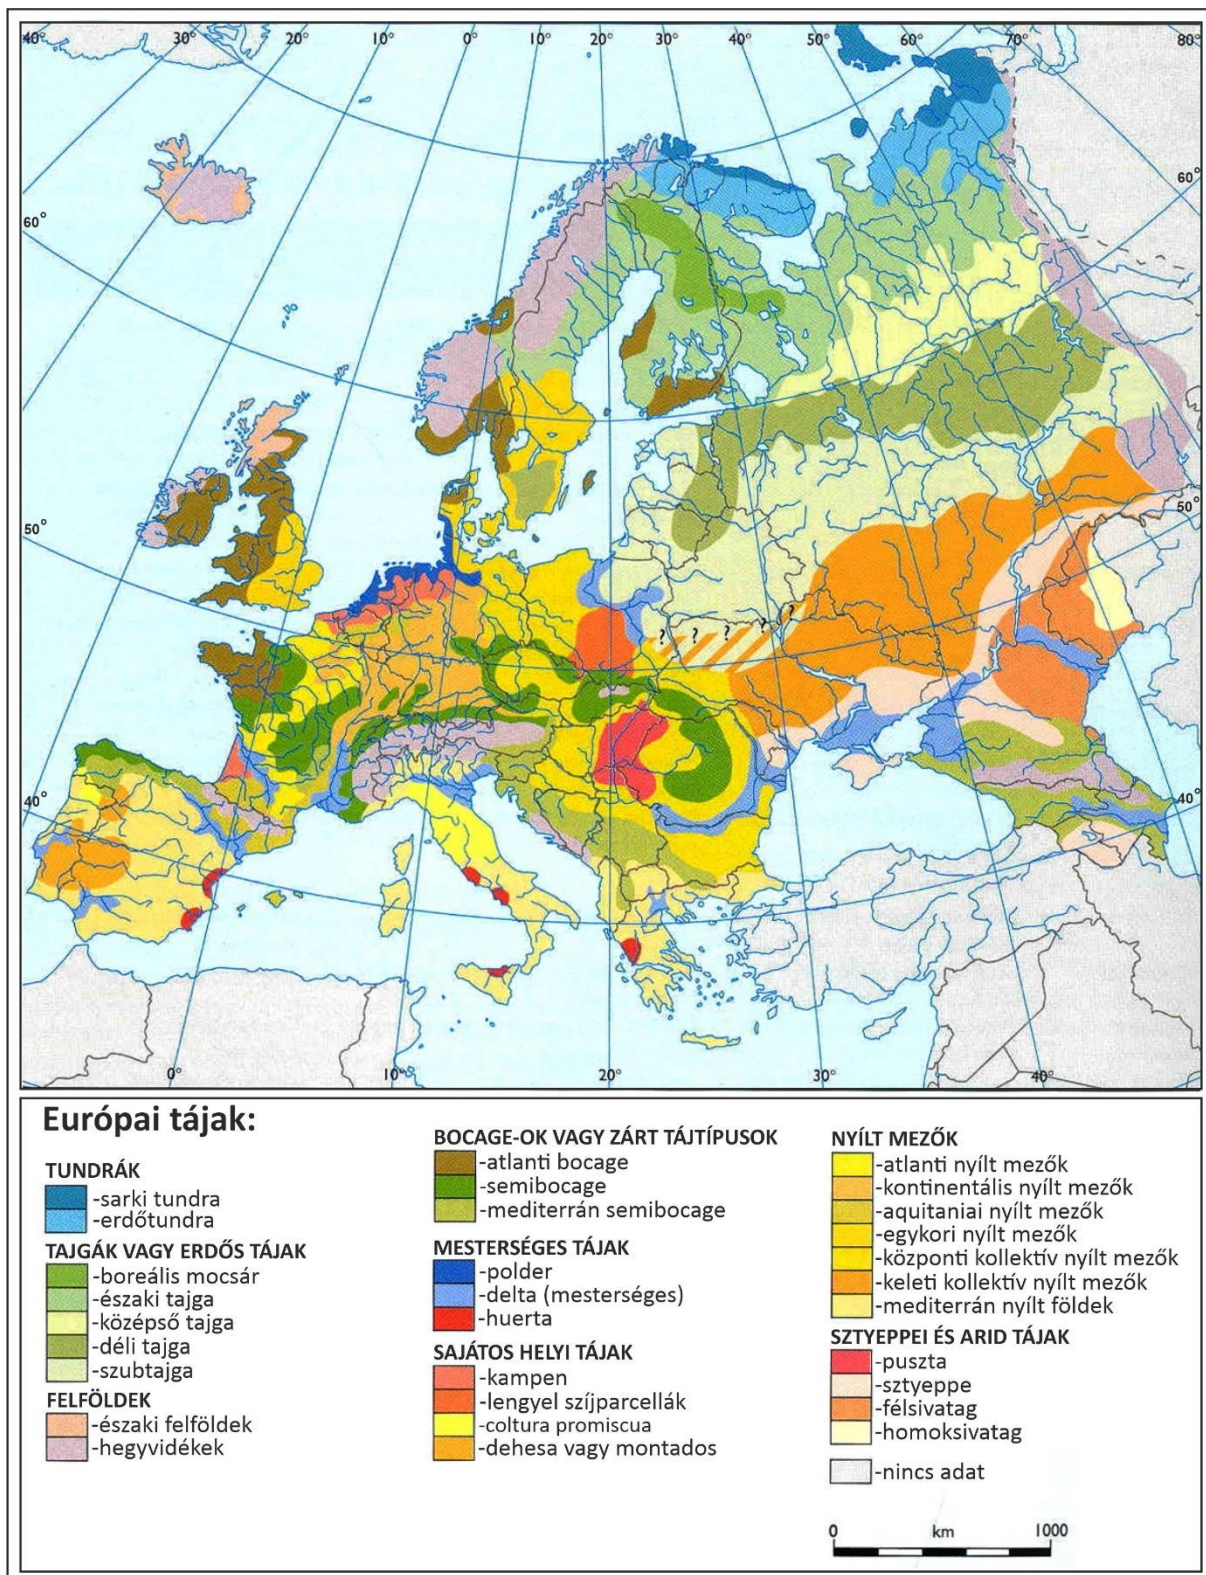 40° 30° 20° 10° 0° 10° 20° 30° 40° 50° 60° 70° 80°
60°
60°
50°
50°
40°
40°
? ? ? ? ?
0° 10° 20° 30° 40°
Európai tájak:
TUNDRÁK
-sarki tundra
-erdőtundra
TAJGÁK VAGY ERDŐS TÁJAK
-boreális mocsár
-északi tajga
-középső tajga
-déli tajga
-szubtajga
FELFÖLDEK
-északi felföldek
-hegyvidékek
BOCAGE-OK VAGY ZÁRT TÁJTÍPUSOK
-atlanti bocage
-semibocage
-mediterrán semibocage
MESTERSÉGES TÁJAK
-polder
-delta (mesterséges)
-huerta
SAJÁTOS HELYI TÁJAK
-kampen
-lengyel szíjparcellák
-coltura promiscua
-dehesa vagy montados
NYÍLT MEZŐK
-atlanti nyílt mezők
-kontinentális nyílt mezők
-aquitaniai nyílt mezők
-egykori nyílt mezők
-központi kollektív nyílt mezők
-keleti kollektív nyílt mezők
-mediterrán nyílt földek
SZTYEPPEI ÉS ARID TÁJAK
-puszta
-sztyeppe
-félsivatag
-homoksivatag
-nincs adat
0 km 1000